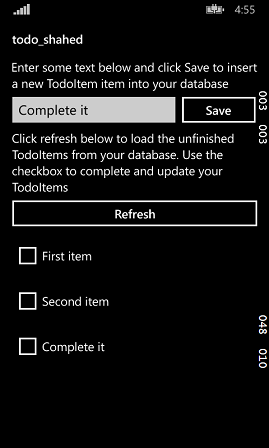 4:55
todo_shahed
Enter some text below and click Save to insert
a new TodoItem item into your database
Complete it
Save
003
003
Click refresh below to load the unfinished
TodoItems from your database. Use the
checkbox to complete and update your
TodoItems
Refresh
First item
Second item
048
010
Complete it